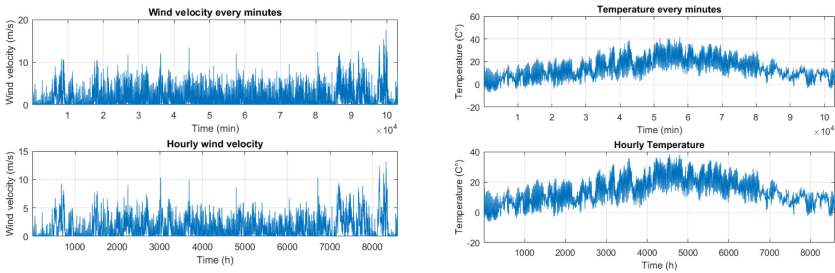 Wind velocity every minutes
Wind velocity (m/s)
20
15
10
5
0
1 2 3 4 5 6 7 8 9 10
Time (min)
× 10⁴
Temperature every minutes
Temperature (C°)
60
40
20
0
-20
1 2 3 4 5 6 7 8 9 10
Time (min)
× 10⁴
Hourly wind velocity
Wind velocity (m/s)
15
10
5
0
1000 2000 3000 4000 5000 6000 7000 8000
Time (h)
Hourly Temperature
Temperature (C°)
40
20
0
-20
1000 2000 3000 4000 5000 6000 7000 8000
Time (h)